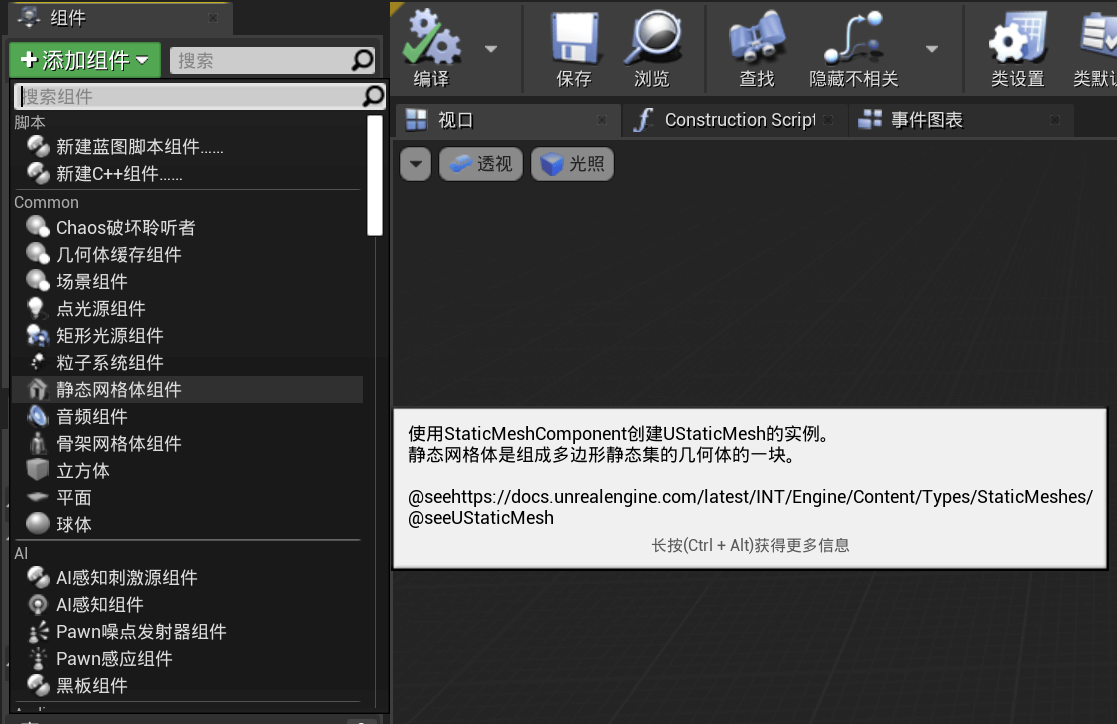 组件
添加组件
搜索
搜索组件
脚本
新建蓝图脚本组件......
新建C++组件......
Common
Chaos破坏聆听者
几何体缓存组件
场景组件
点光源组件
矩形光源组件
粒子系统组件
静态网格体组件
音频组件
骨架网格体组件
立方体
平面
球体
AI
AI感知刺激源组件
AI感知组件
Pawn噪点发射器组件
Pawn感应组件
黑板组件
编译
保存
浏览
查找
隐藏不相关
类设置
类默
视口
Construction Script
事件图表
透视
光照
使用StaticMeshComponent创建UStaticMesh的实例。
静态网格体是组成多边形静态集的几何体的一块。
@seehttps://docs.unrealengine.com/latest/INT/Engine/Content/Types/StaticMeshes/
@seeUStaticMesh
长按(Ctrl + Alt)获得更多信息